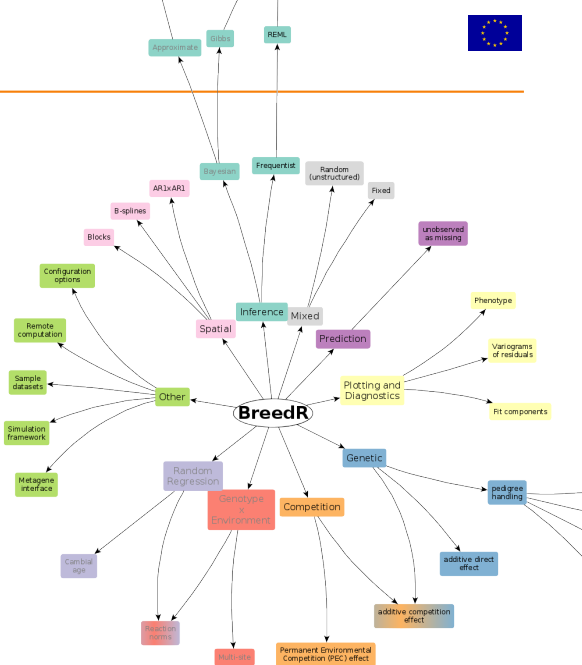 REML
Gibbs
Approximate
Frequentist
Bayesian
Random
(unstructured)
AR1xAR1
Fixed
B-splines
Blocks
unobserved
as missing
Configuration
options
Phenotype
Inference
Mixed
Remote
computation
Spatial
Prediction
Variograms
of residuals
Sample
datasets
Other
Plotting and
Diagnostics
BreedR
Fit components
Simulation
framework
Genetic
Metagene
interface
Random
Regression
pedigree
handling
Genotype
x
Environment
Competition
Cambial
age
additive direct
effect
additive competition
effect
Reaction
norms
Multi-site
Permanent Environmental
Competition (PEC) effect